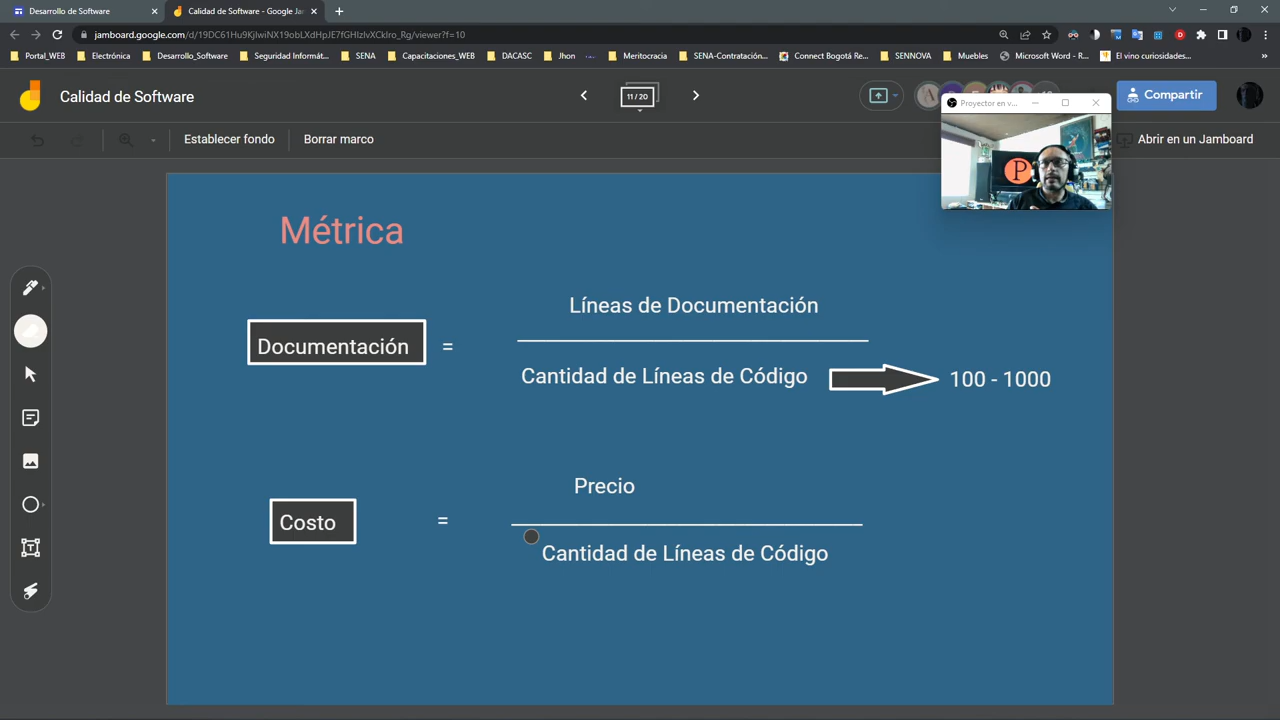 Desarrollo de Software
Calidad de Software - Google Ja
jamboard.google.com/d/19DC61Hu9KjlwiNX19obLXdHpJE7fGHIzlvXCklro_Rg/viewer?f=10
Portal_WEB
Electrónica
Desarrollo_Software
Seguridad Informát...
SENA
Capacitaciones_WEB
DACASC
Jhon
Meritocracia
SENA-Contratación...
Connect Bogotá Re...
SENNOVA
Muebles
Microsoft Word - R...
El vino curiosidades...
Calidad de Software
11 / 20
Compartir
Proyector en v...
Establecer fondo
Borrar marco
Abrir en un Jamboard
P
Métrica
Líneas de Documentación
Documentación =
Cantidad de Líneas de Código
100 - 1000
Precio
Costo =
Cantidad de Líneas de Código